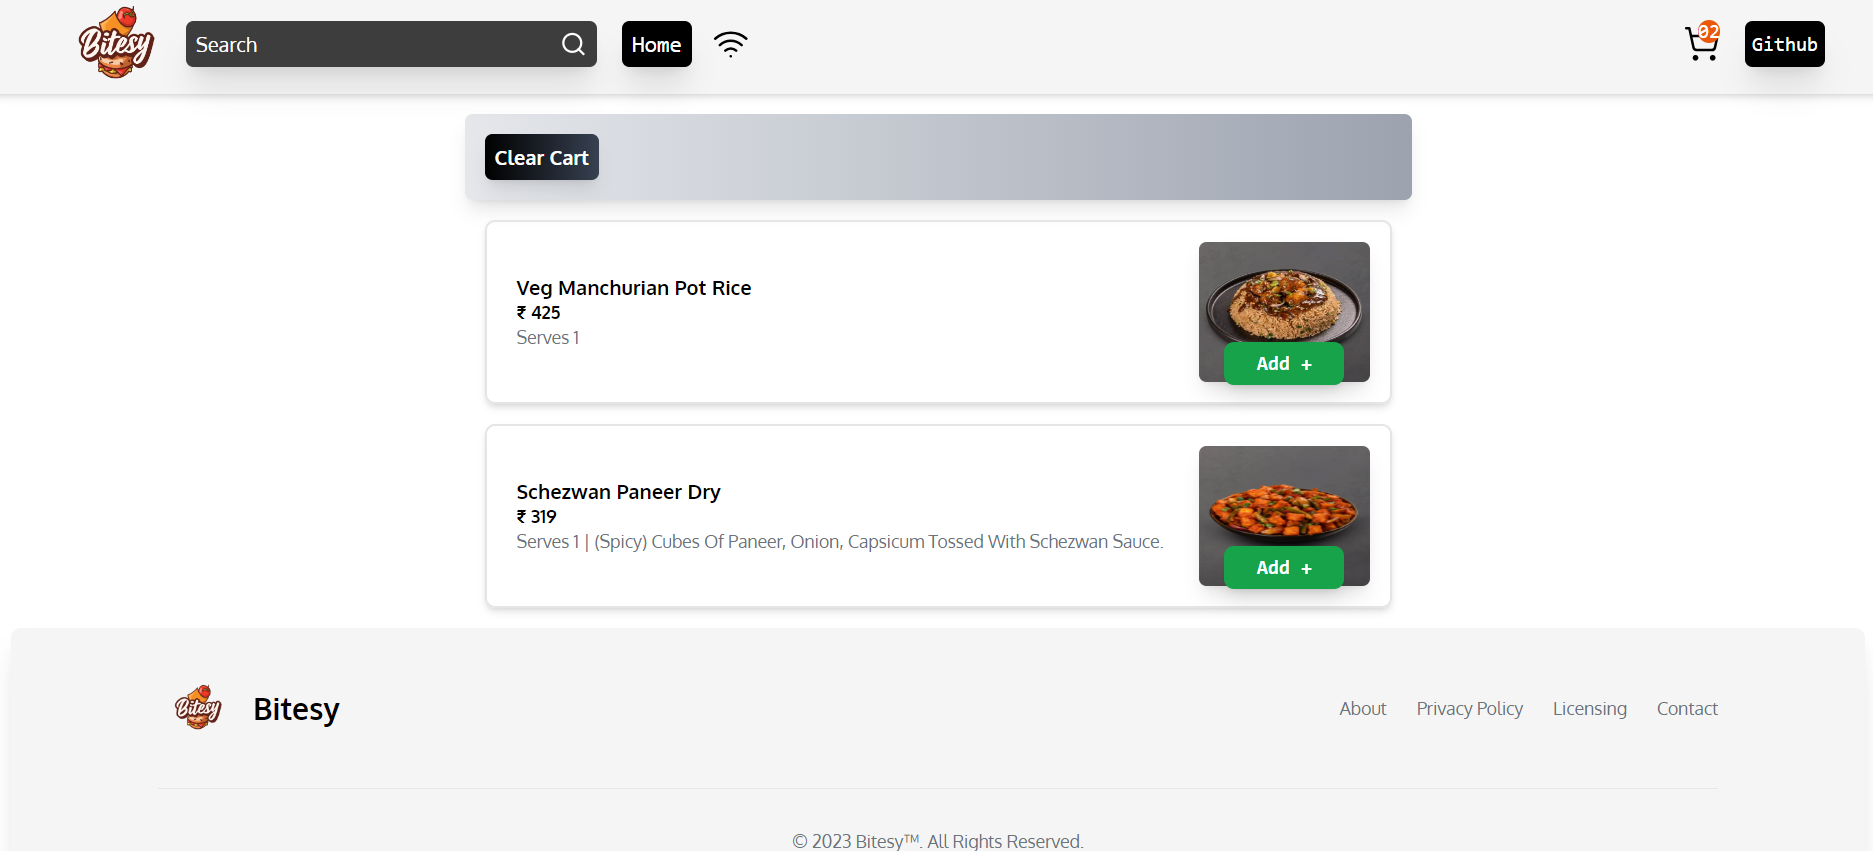 Bitesy
Search
Home
02
Github
Clear Cart
Veg Manchurian Pot Rice
₹ 425
Serves 1
Add +
Schezwan Paneer Dry
₹ 319
Serves 1 | (Spicy) Cubes Of Paneer, Onion, Capsicum Tossed With Schezwan Sauce.
Add +
Bitesy
Bitesy
About
Privacy Policy
Licensing
Contact
© 2023 Bitesy™. All Rights Reserved.